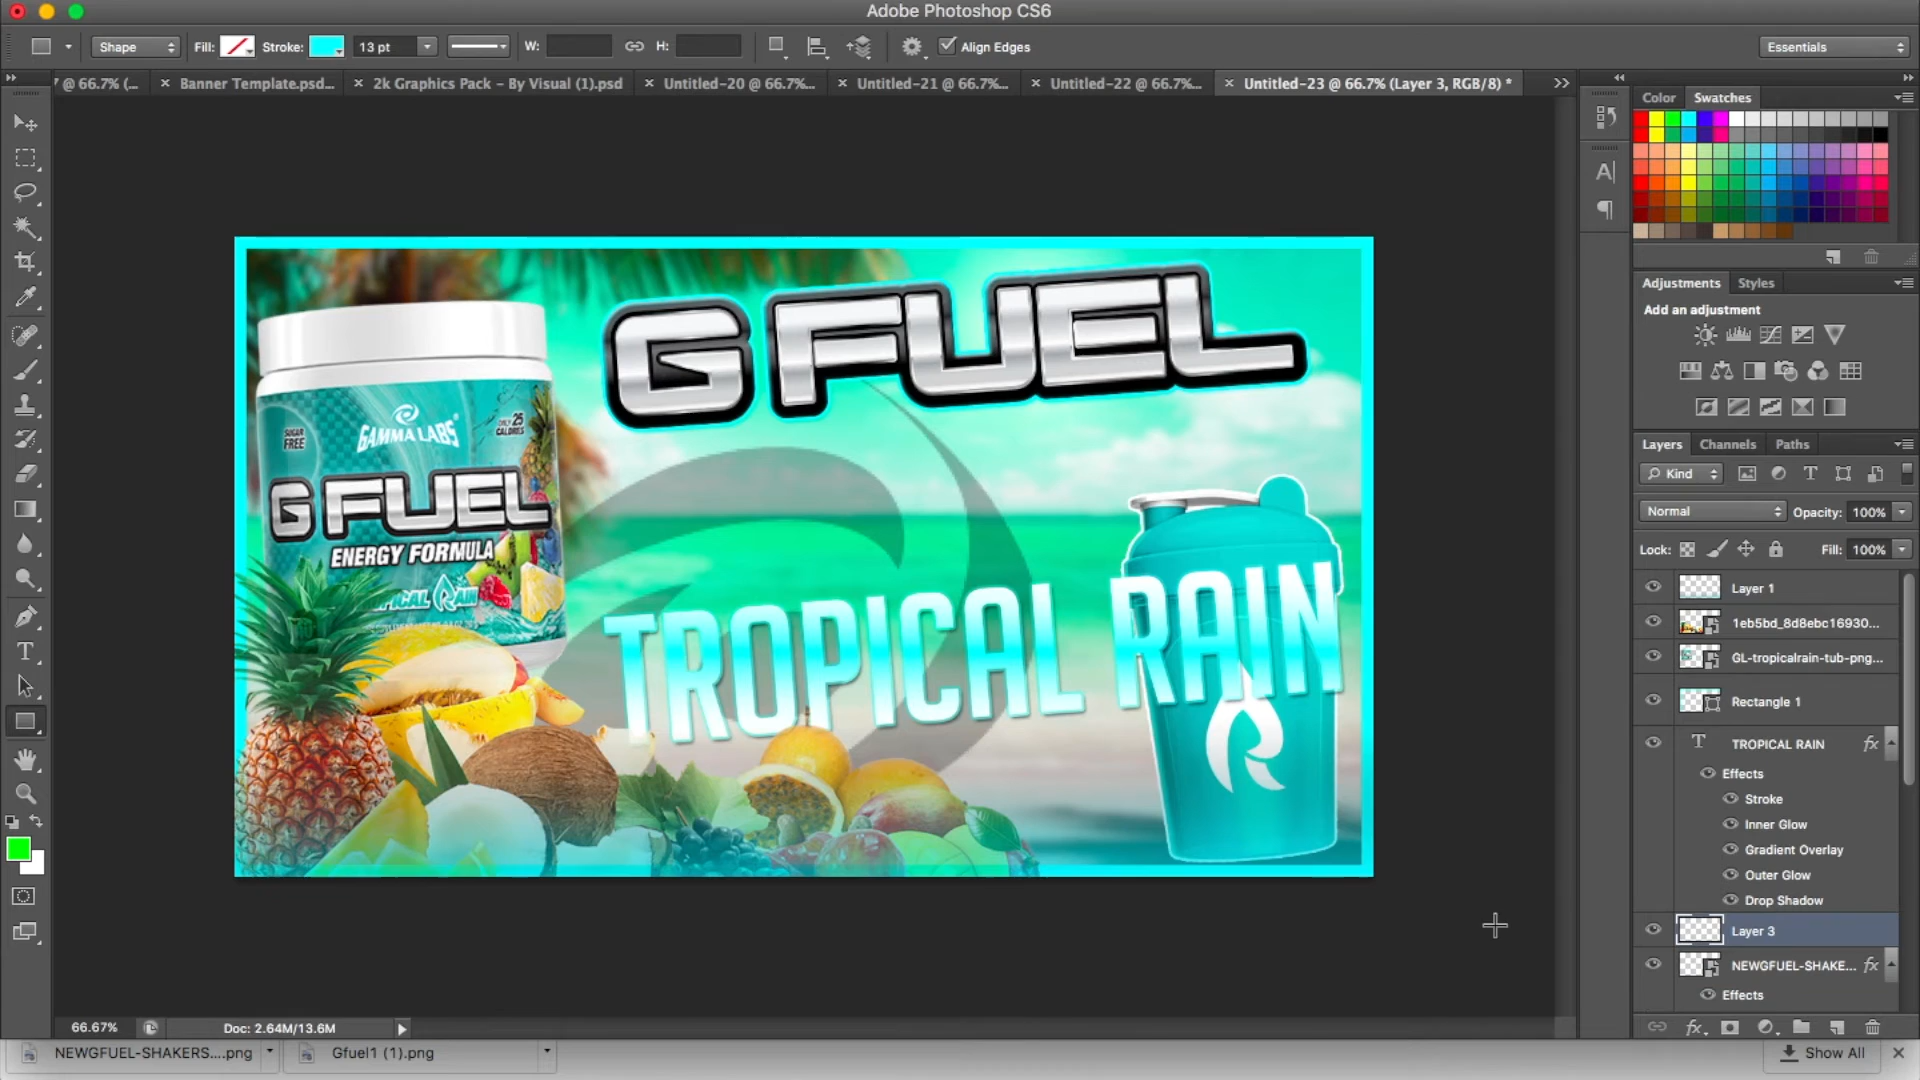 Adobe Photoshop CS6
Shape
Fill:
Stroke:
13 pt
W:
H:
Align Edges
Essentials
@ 66.7% (...
Banner Template.psd...
2k Graphics Pack - By Visual (1).psd
Untitled-20 @ 66.7%...
Untitled-21 @ 66.7%...
Untitled-22 @ 66.7%...
Untitled-23 @ 66.7% (Layer 3, RGB/8) *
Color
Swatches
Adjustments
Styles
Add an adjustment
Layers
Channels
Paths
Kind
Normal
Opacity: 100%
Lock:
Fill: 100%
Layer 1
1eb5bd_8d8ebc16930...
GL-tropicalrain-tub-png...
Rectangle 1
TROPICAL RAIN
fx
Effects
Stroke
Inner Glow
Gradient Overlay
Outer Glow
Drop Shadow
Layer 3
NEWGFUEL-SHAKE...
fx
Effects
G FUEL
SUGAR
FREE
GAMMA LABS
ONLY 25
CALORIES
G FUEL
ENERGY FORMULA
TROPICAL RAIN
66.67%
Doc: 2.64M/13.6M
NEWGFUEL-SHAKERS....png
Gfuel1 (1).png
Show All